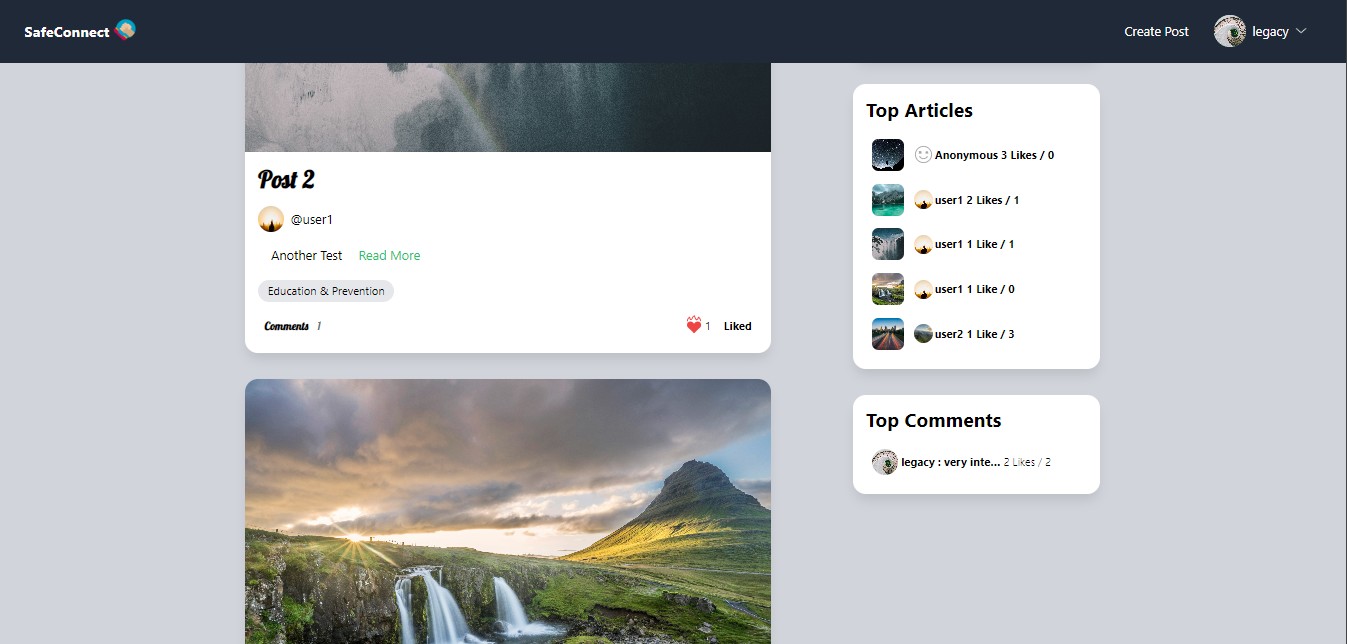 SafeConnect
Create Post
legacy
Post 2
@user1
Another Test Read More
Education & Prevention
Comments 1
1 Liked
Top Articles
Anonymous 3 Likes / 0
user1 2 Likes / 1
user1 1 Like / 1
user1 1 Like / 0
user2 1 Like / 3
Top Comments
legacy : very inte... 2 Likes / 2